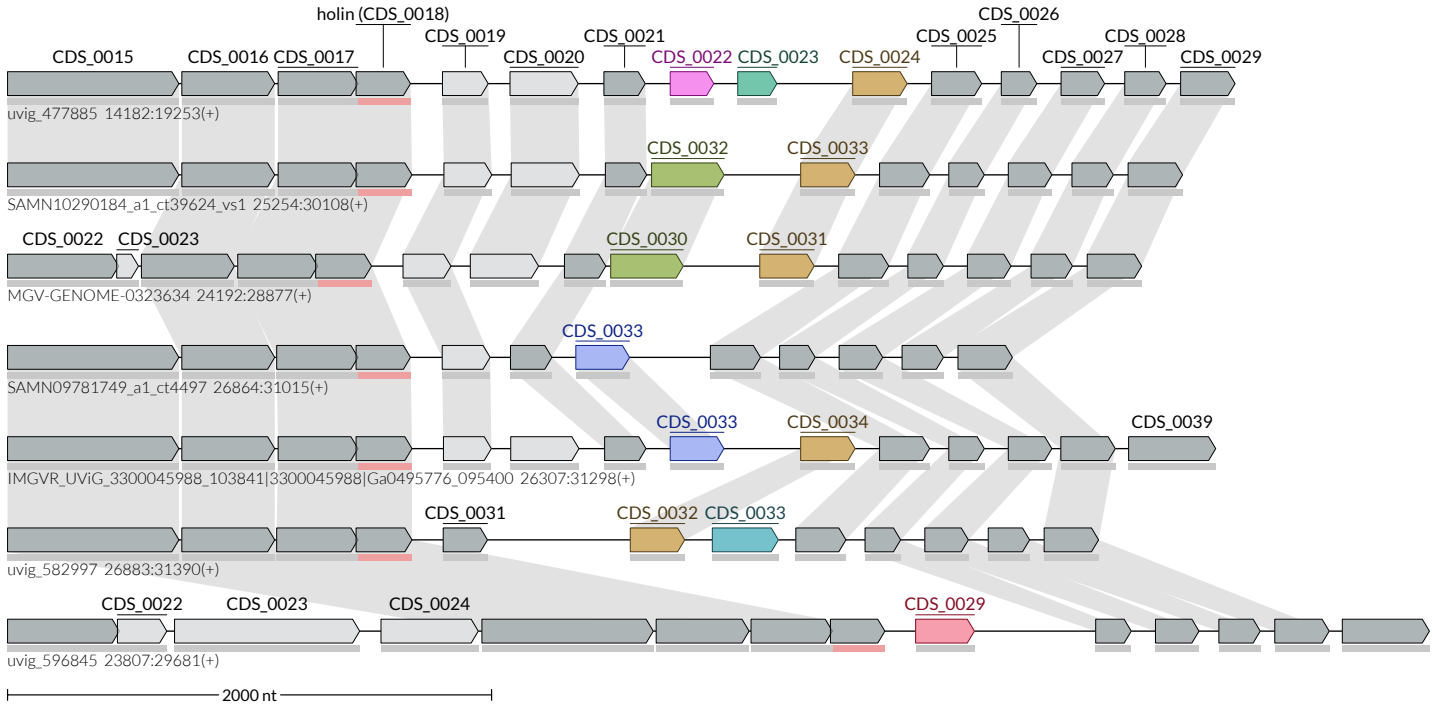 holin (CDS_0018)
CDS_0026
CDS_0019
CDS_0021
CDS_0025
CDS_0028
CDS_0015 CDS_0016 CDS_0017 CDS_0020 CDS_0022 CDS_0023 CDS_0024 CDS_0027 CDS_0029
uvig_477885 14182:19253(+)
CDS_0032 CDS_0033
SAMN10290184_a1_ct39624_vs1 25254:30108(+)
CDS_0022 CDS_0023 CDS_0030 CDS_0031
MGV-GENOME-0323634 24192:28877(+)
CDS_0033
SAMN09781749_a1_ct4497 26864:31015(+)
CDS_0033 CDS_0034 CDS_0039
IMGVR_UViG_3300045988_103841|3300045988|Ga0495776_095400 26307:31298(+)
CDS_0031 CDS_0032 CDS_0033
uvig_582997 26883:31390(+)
CDS_0022 CDS_0023 CDS_0024 CDS_0029
uvig_596845 23807:29681(+)
2000 nt